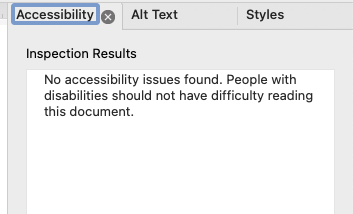 Accessibility Alt Text Styles
Inspection Results
No accessibility issues found. People with
disabilities should not have difficulty reading
this document.